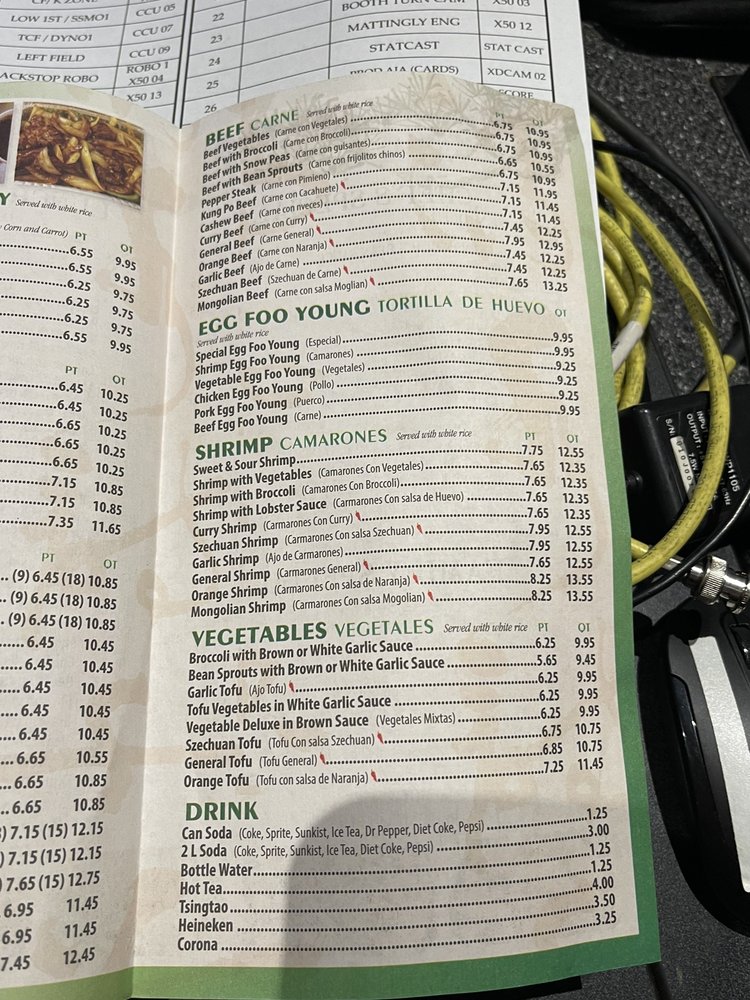 CF/K ZONE CCU 05
LOW 1ST / SSMO1 CCU 07
TCF / DYNO1 CCU 09
LEFT FIELD ROBO 1
ACKSTOP ROBO X50 04
X50 13
BOOTH TURN CAM X50 03
22 MATTINGLY ENG X50 12
23 STATCAST STAT CAST
24 PROD AJA (CARDS) XDCAM 02
25 SCORE
26
Y Served with white rice
Corn and Carrot) PT OT
6.55 9.95
6.55 9.95
6.25 9.75
6.25 9.75
6.25 9.75
6.55 9.95
PT OT
6.45 10.25
6.45 10.25
6.65 10.25
6.65 10.25
6.65 10.25
7.15 10.85
7.15 10.85
7.35 11.65
PT OT
(9) 6.45 (18) 10.85
(9) 6.45 (18) 10.85
(9) 6.45 (18) 10.85
6.45 10.45
6.45 10.45
6.45 10.45
6.45 10.45
6.45 10.45
6.65 10.55
6.65 10.85
6.65 10.85
) 7.15 (15) 12.15
) 7.15 (15) 12.15
) 7.65 (15) 12.75
6.95 11.45
6.95 11.45
7.45 12.45
BEEF CARNE Served with white rice PT OT
Beef Vegetables (Carne con Vegetales) 6.75 10.95
Beef with Broccoli (Carne con Broccoli) 6.75 10.95
Beef with Snow Peas (Carne con guisantes) 6.75 10.95
Beef with Bean Sprouts (Carne con frijolitos chinos) 6.65 10.55
Pepper Steak (Carne con Pimieno) 6.75 10.95
Kung Po Beef (Carne con Cacahuete) 7.15 11.95
Cashew Beef (Carne con nveces) 7.15 11.45
Curry Beef (Carne con Curry) 7.15 11.45
General Beef (Carne General) 7.45 12.25
Orange Beef (Carne con Naranja) 7.95 12.95
Garlic Beef (Ajo de Carne) 7.45 12.25
Szechuan Beef (Szechuan de Carne) 7.45 12.25
Mongolian Beef (Carne con salsa Moglian) 7.65 13.25
EGG FOO YOUNG TORTILLA DE HUEVO OT
Served with white rice
Special Egg Foo Young (Especial) 9.95
Shrimp Egg Foo Young (Camarones) 9.95
Vegetable Egg Foo Young (Vegetales) 9.25
Chicken Egg Foo Young (Pollo) 9.25
Pork Egg Foo Young (Puerco) 9.25
Beef Egg Foo Young (Carne) 9.95
SHRIMP CAMARONES Served with white rice PT OT
Sweet & Sour Shrimp 7.75 12.55
Shrimp with Vegetables (Camarones Con Vegetales) 7.65 12.35
Shrimp with Broccoli (Camarones Con Broccoli) 7.65 12.35
Shrimp with Lobster Sauce (Carmarones Con salsa de Huevo) 7.65 12.35
Curry Shrimp (Carmarones Con Curry) 7.65 12.35
Szechuan Shrimp (Carmarones Con salsa Szechuan) 7.95 12.55
Garlic Shrimp (Ajo de Carmarones) 7.95 12.55
General Shrimp (Carmarones General) 7.65 12.55
Orange Shrimp (Carmarones Con salsa de Naranja) 8.25 13.55
Mongolian Shrimp (Carmarones Con salsa Mogolian) 8.25 13.55
VEGETABLES VEGETALES Served with white rice PT OT
Broccoli with Brown or White Garlic Sauce 6.25 9.95
Bean Sprouts with Brown or White Garlic Sauce 5.65 9.45
Garlic Tofu (Ajo Tofu) 6.25 9.95
Tofu Vegetables in White Garlic Sauce 6.25 9.95
Vegetable Deluxe in Brown Sauce (Vegetales Mixtas) 6.25 9.95
Szechuan Tofu (Tofu Con salsa Szechuan) 6.75 10.75
General Tofu (Tofu General) 6.85 10.75
Orange Tofu (Tofu con salsa de Naranja) 7.25 11.45
DRINK
Can Soda (Coke, Sprite, Sunkist, Ice Tea, Dr Pepper, Diet Coke, Pepsi) 1.25
2 L Soda (Coke, Sprite, Sunkist, Ice Tea, Diet Coke, Pepsi) 3.00
Bottle Water 1.25
Hot Tea 1.25
Tsingtao 4.00
Heineken 3.50
Corona 3.25